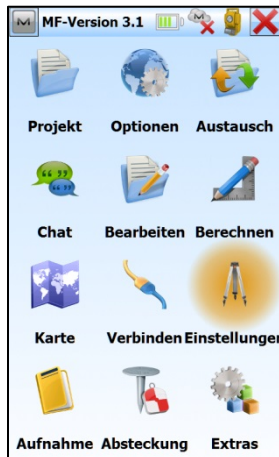 MF-Version 3.1
Projekt Optionen Austausch
Chat Bearbeiten Berechnen
Karte Verbinden Einstellungen
Aufnahme Absteckung Extras